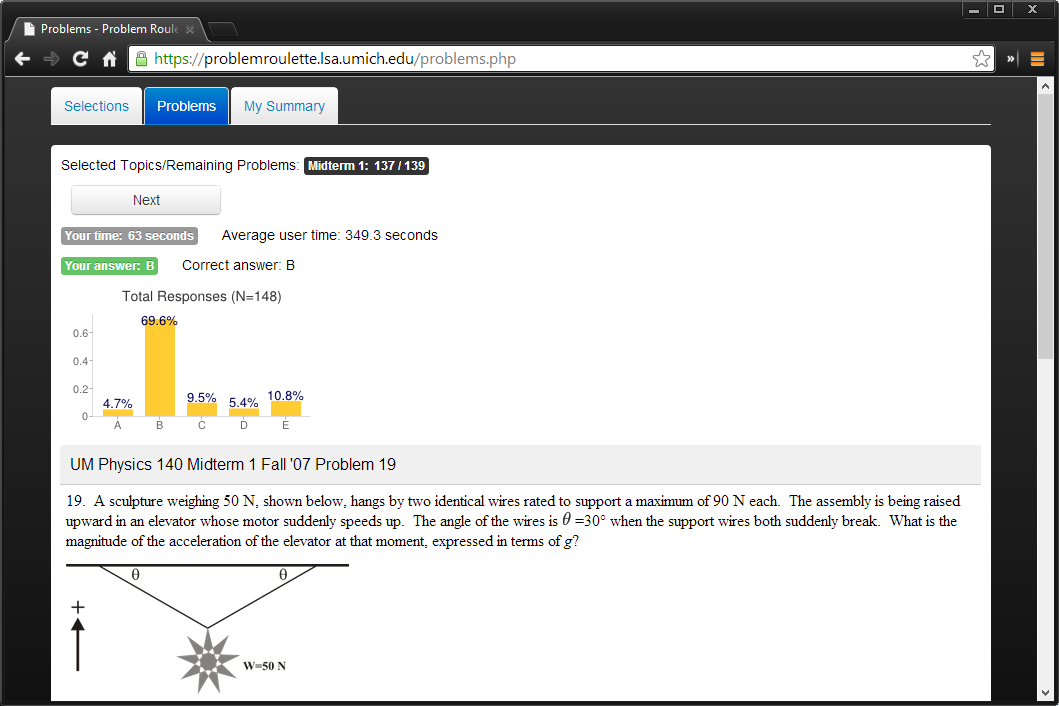 Problems - Problem Roule
https://problemroulette.lsa.umich.edu/problems.php
Selections Problems My Summary
Selected Topics/Remaining Problems: Midterm 1: 137 / 139
Next
Your time: 63 seconds Average user time: 349.3 seconds
Your answer: B Correct answer: B
Total Responses (N=148)
0.6
0.4
0.2
0
69.6%
4.7%
9.5%
5.4%
10.8%
A B C D E
UM Physics 140 Midterm 1 Fall '07 Problem 19
19. A sculpture weighing 50 N, shown below, hangs by two identical wires rated to support a maximum of 90 N each. The assembly is being raised
upward in an elevator whose motor suddenly speeds up. The angle of the wires is θ =30° when the support wires both suddenly break. What is the
magnitude of the acceleration of the elevator at that moment, expressed in terms of g?
θ θ
+
W=50 N